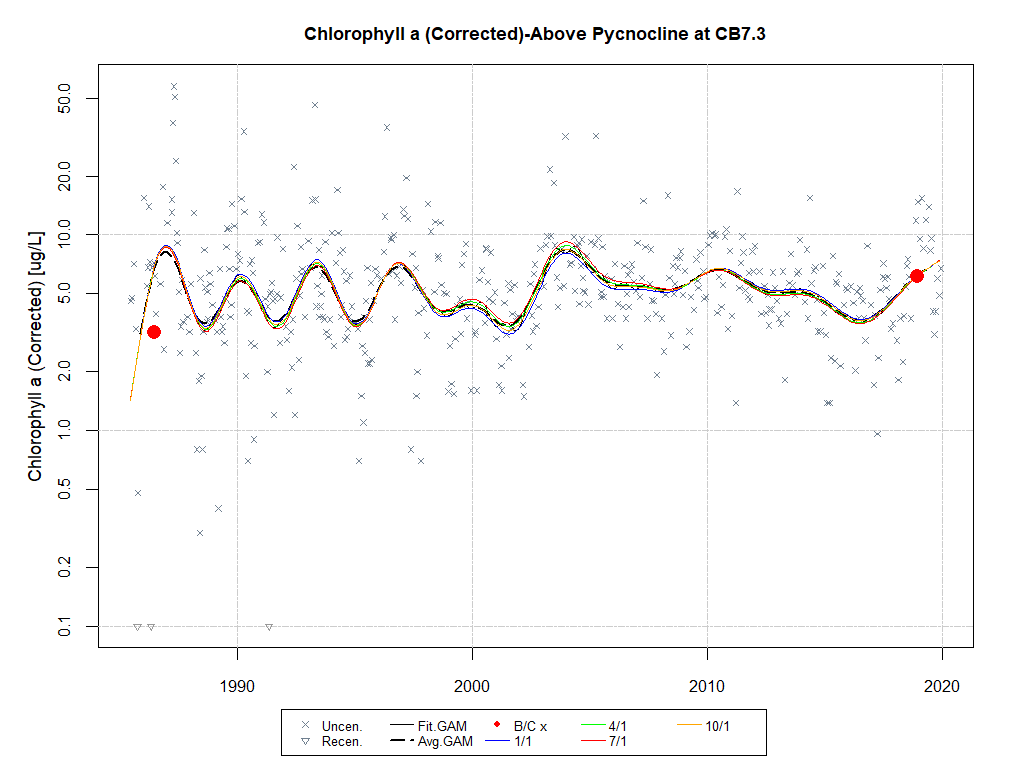 Chlorophyll a (Corrected)-Above Pycnocline at CB7.3
Chlorophyll a (Corrected) [ug/L]
50.0
20.0
10.0
5.0
2.0
1.0
0.5
0.2
0.1
1990 2000 2010 2020
Uncen. Fit.GAM B/C x 4/1 10/1
Recen. Avg.GAM 1/1 7/1